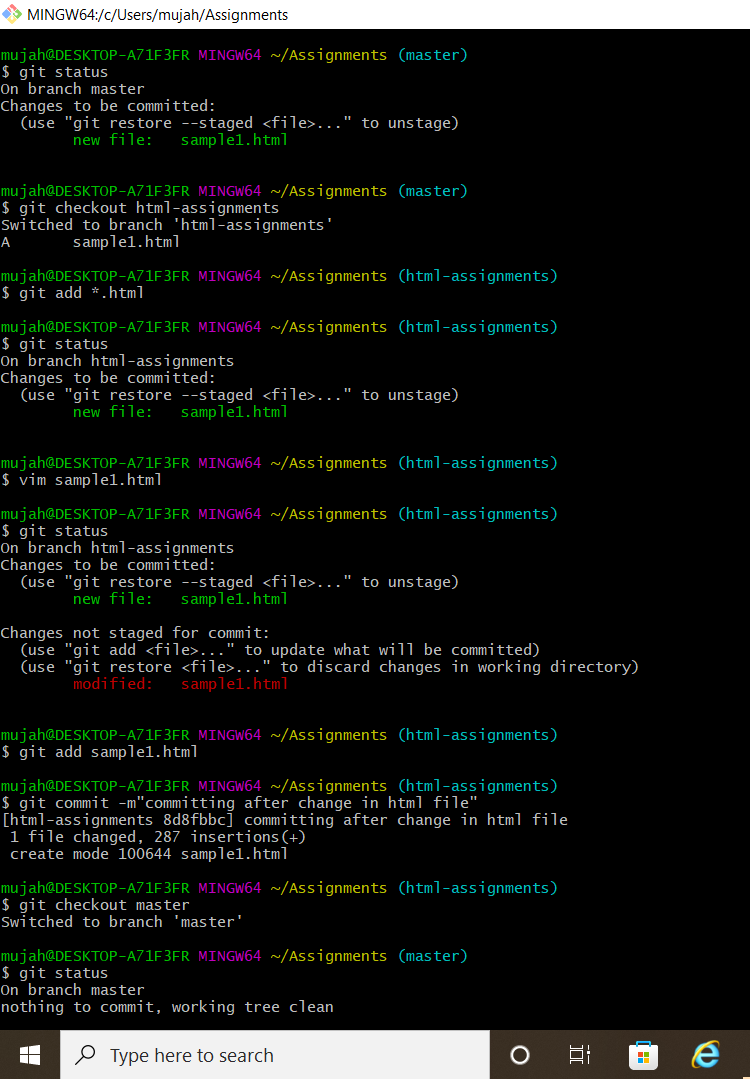 MINGW64:/c/Users/mujah/Assignments
mujah@DESKTOP-A71F3FR MINGW64 ~/Assignments (master)
$ git status
On branch master
Changes to be committed:
  (use "git restore --staged <file>..." to unstage)
        new file:   sample1.html
mujah@DESKTOP-A71F3FR MINGW64 ~/Assignments (master)
$ git checkout html-assignments
Switched to branch 'html-assignments'
A       sample1.html
mujah@DESKTOP-A71F3FR MINGW64 ~/Assignments (html-assignments)
$ git add *.html
mujah@DESKTOP-A71F3FR MINGW64 ~/Assignments (html-assignments)
$ git status
On branch html-assignments
Changes to be committed:
  (use "git restore --staged <file>..." to unstage)
        new file:   sample1.html
mujah@DESKTOP-A71F3FR MINGW64 ~/Assignments (html-assignments)
$ vim sample1.html
mujah@DESKTOP-A71F3FR MINGW64 ~/Assignments (html-assignments)
$ git status
On branch html-assignments
Changes to be committed:
  (use "git restore --staged <file>..." to unstage)
        new file:   sample1.html
Changes not staged for commit:
  (use "git add <file>..." to update what will be committed)
  (use "git restore <file>..." to discard changes in working directory)
        modified:   sample1.html
mujah@DESKTOP-A71F3FR MINGW64 ~/Assignments (html-assignments)
$ git add sample1.html
mujah@DESKTOP-A71F3FR MINGW64 ~/Assignments (html-assignments)
$ git commit -m"committing after change in html file"
[html-assignments 8d8fbbc] committing after change in html file
 1 file changed, 287 insertions(+)
 create mode 100644 sample1.html
mujah@DESKTOP-A71F3FR MINGW64 ~/Assignments (html-assignments)
$ git checkout master
Switched to branch 'master'
mujah@DESKTOP-A71F3FR MINGW64 ~/Assignments (master)
$ git status
On branch master
nothing to commit, working tree clean
Type here to search